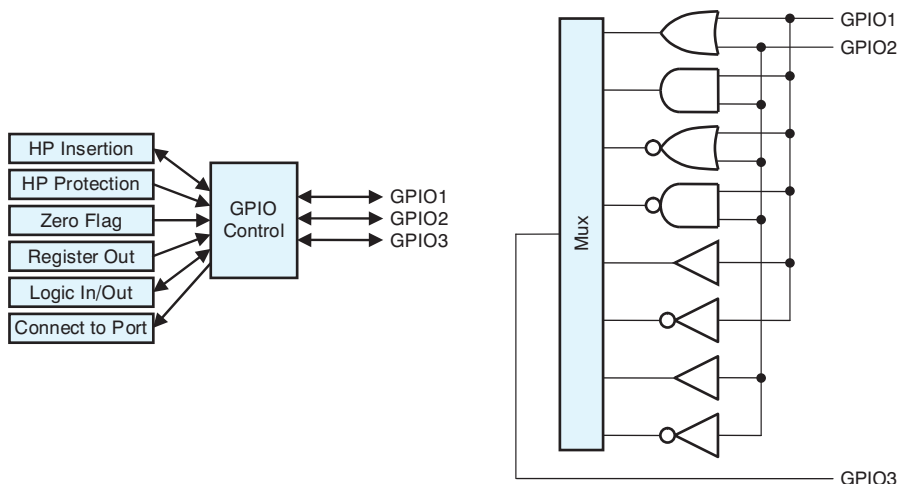 HP Insertion
HP Protection
Zero Flag
Register Out
Logic In/Out
Connect to Port
GPIO
Control
GPIO1
GPIO2
GPIO3
Mux
GPIO1
GPIO2
GPIO3